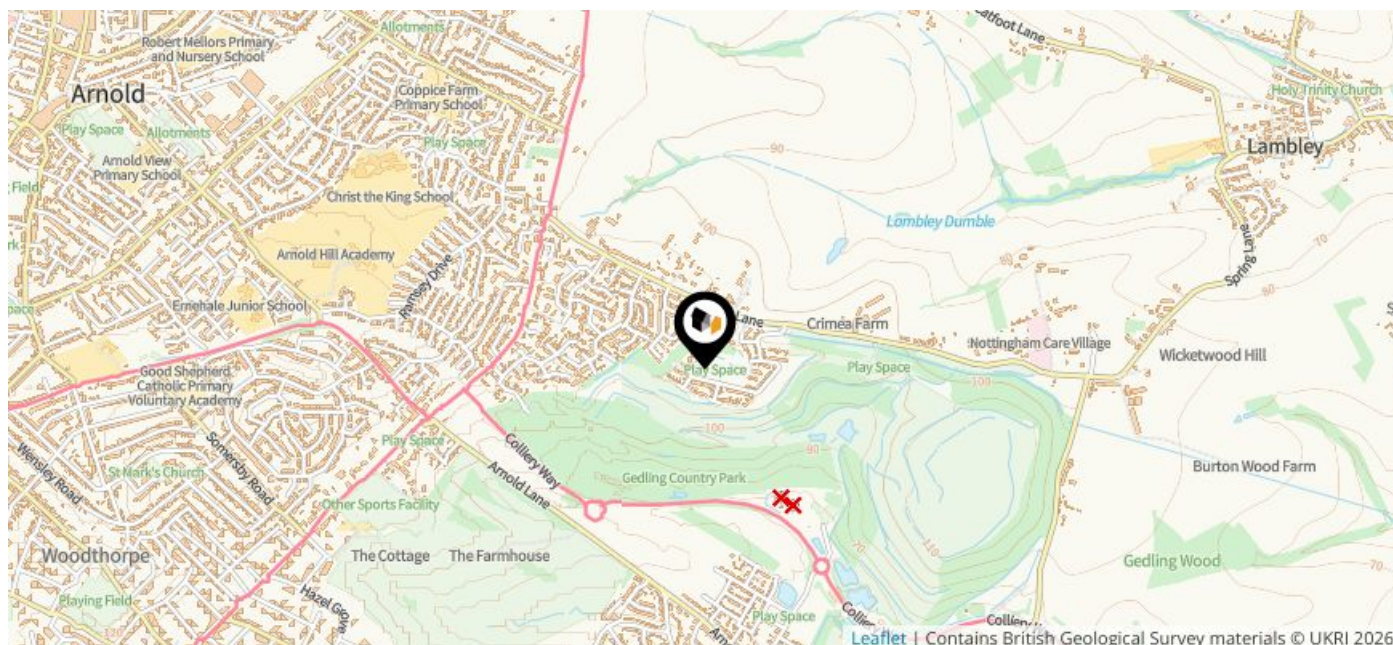 Catfoot Lane
Allotments
Robert Mellors Primary
and Nursery School
Arnold
Coppice Farm
Primary School
Holy Trinity Church
Play Space
Allotments
Play Space
Lambley
Arnold View
Primary School
Field
Christ the King School
Lambley Dumble
Arnold Hill Academy
Ramsey Drive
Spring Lane
Ernehale Junior School
Lane
Crimea Farm
Nottingham Care Village
Wicketwood Hill
Good Shepherd
Catholic Primary
Voluntary Academy
Play Space
Play Space
Play Space
Wensley Road
Somersby Road
St Mark's Church
Colliery Way
Arnold Lane
Gedling Country Park
Burton Wood Farm
Other Sports Facility
Woodthorpe
The Cottage
The Farmhouse
Gedling Wood
Playing Field
Play Space
Leaflet | Contains British Geological Survey materials © UKRI 2026